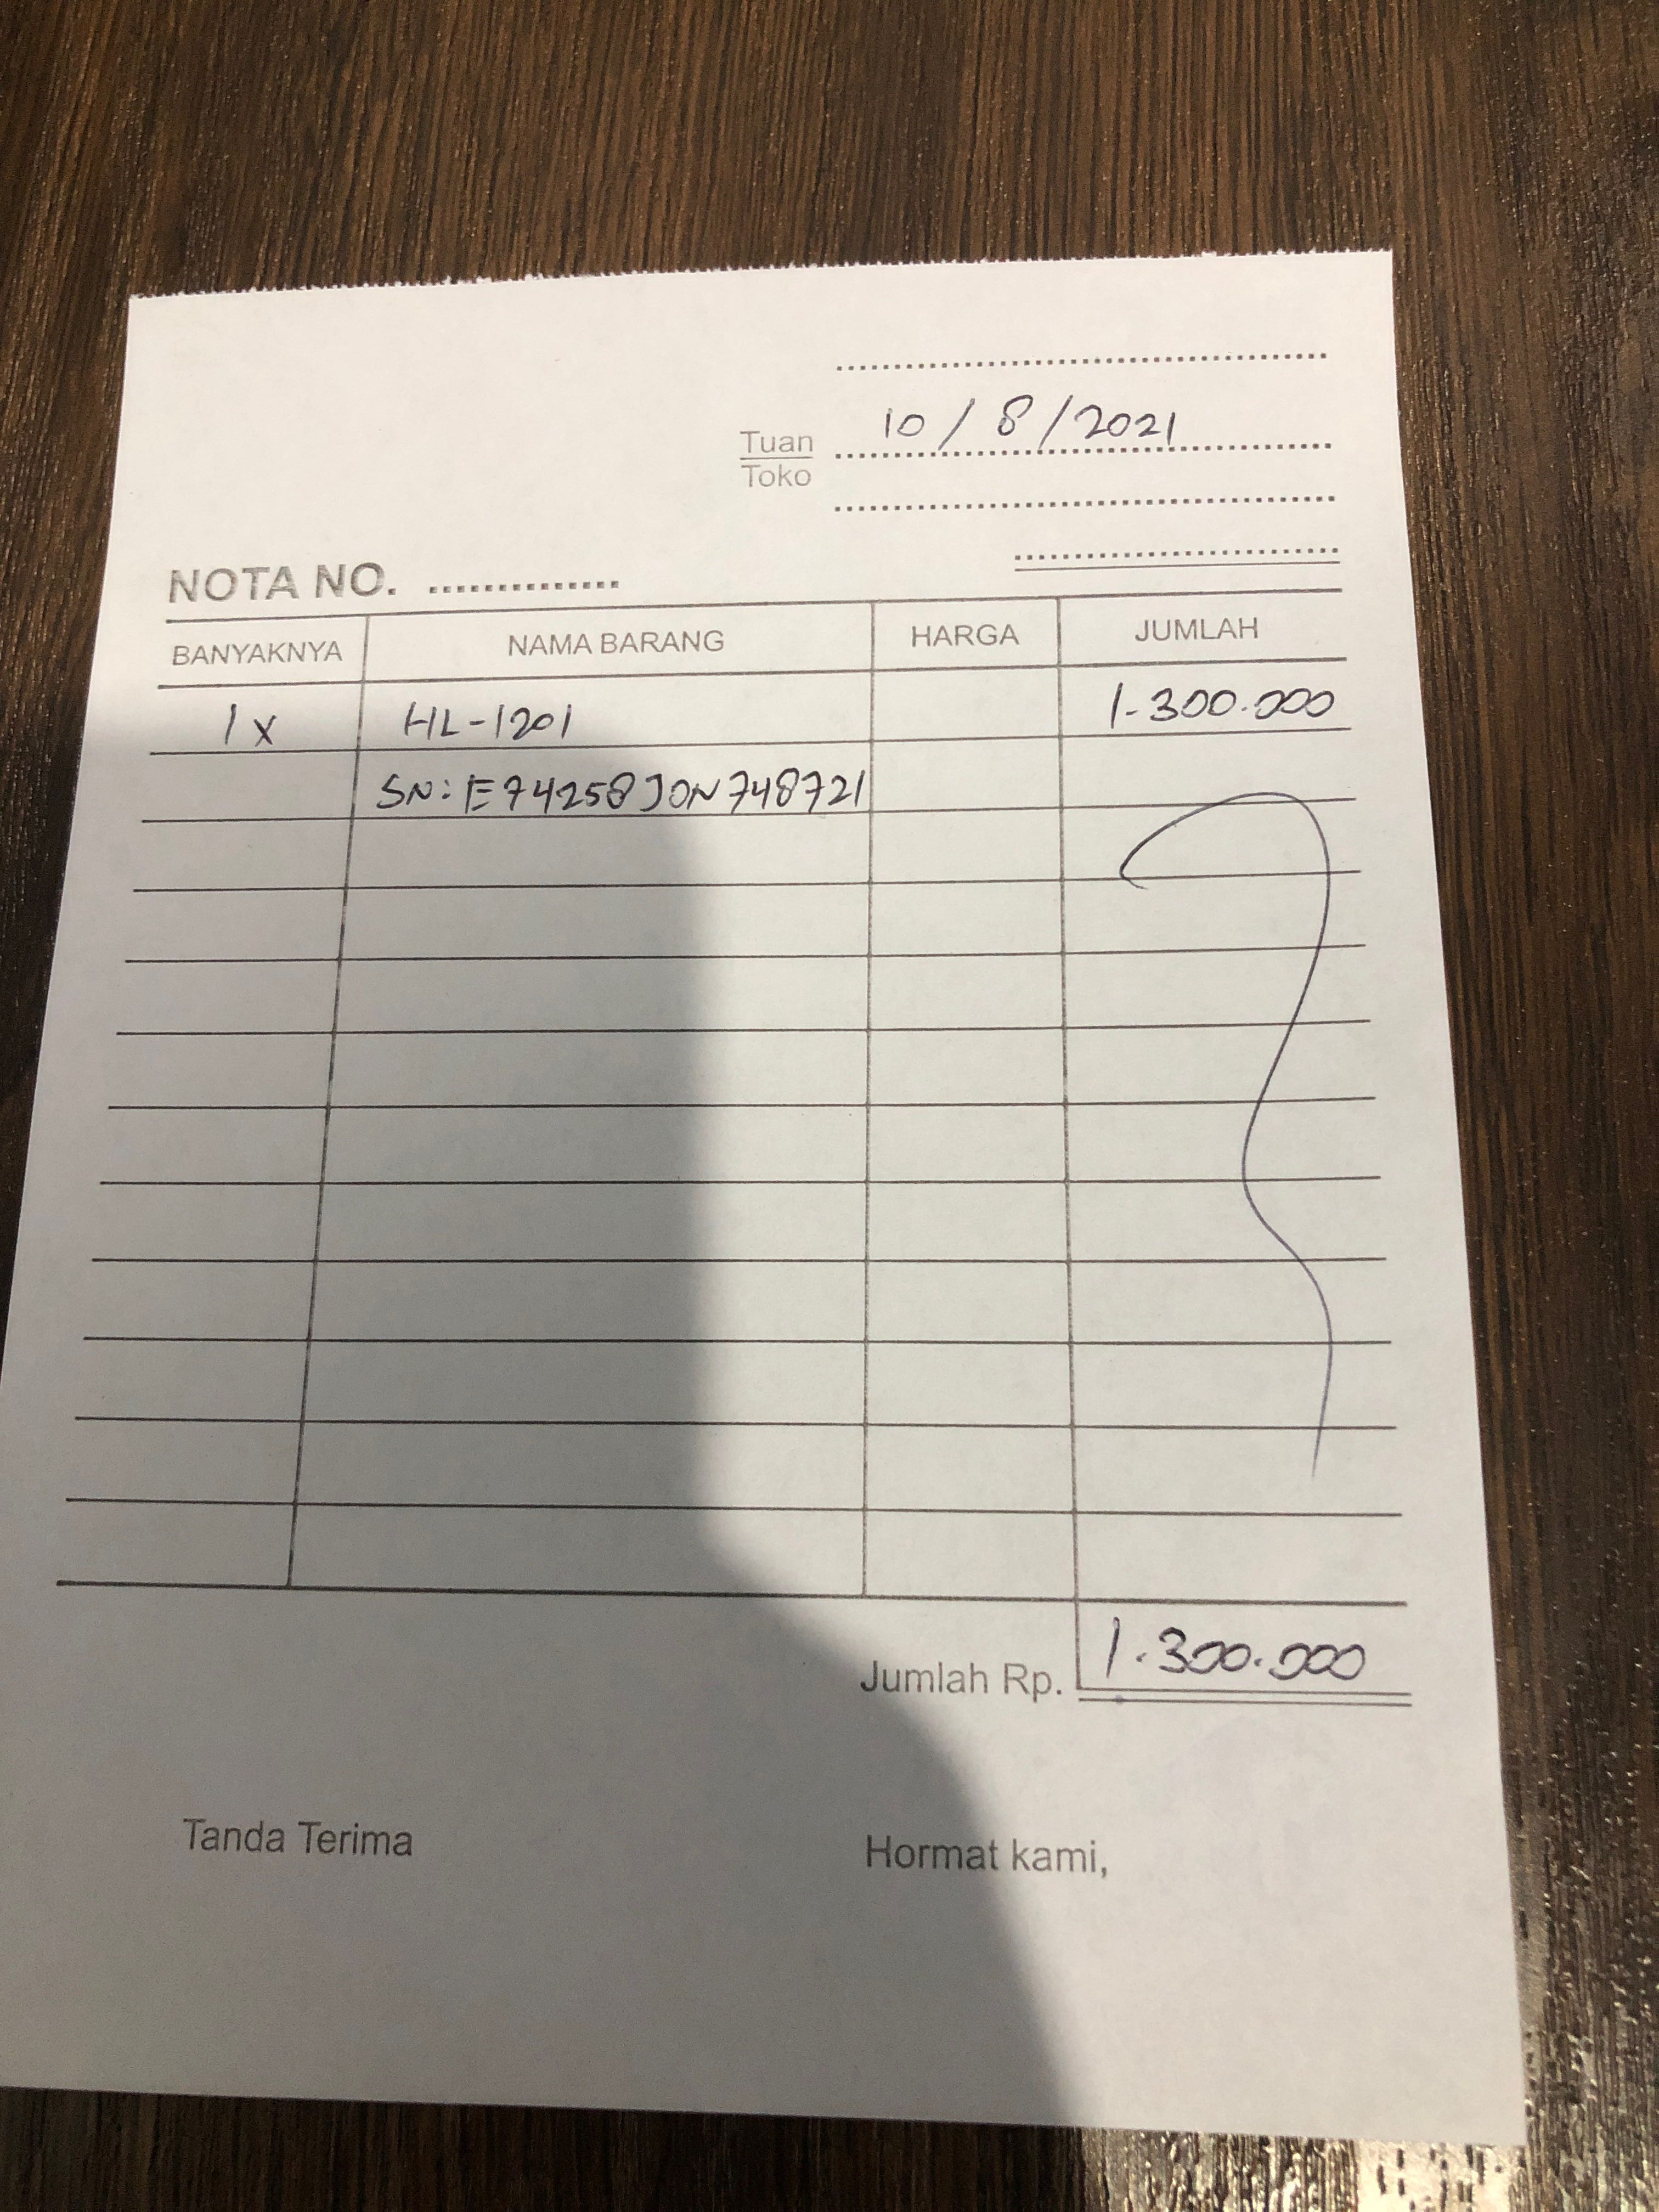 10/8/2021
Tuan
Toko
NOTA NO. ..............
BANYAKNYA NAMA BARANG HARGA JUMLAH
1x HL-1201 1.300.000
SN: E74258J0N748721
Jumlah Rp. 1.300.000
Tanda Terima Hormat kami,